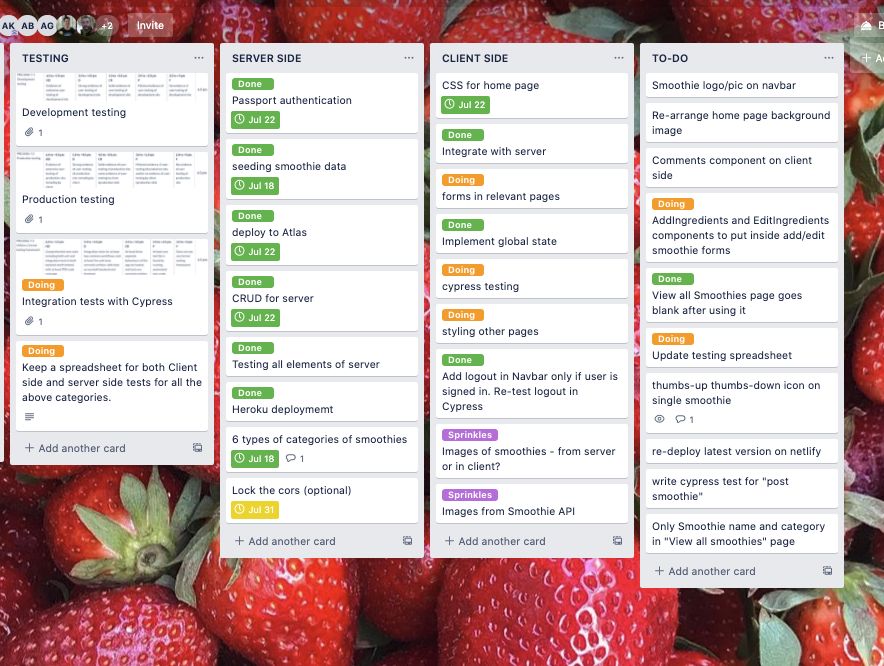 AK AB AG +2 Invite
B
TESTING
Development testing
1
Production testing
1
Doing
Integration tests with Cypress
1
Doing
Keep a spreadsheet for both Client
side and server side tests for all the
above categories.
+ Add another card
SERVER SIDE
Done
Passport authentication
Jul 22
Done
seeding smoothie data
Jul 18
Done
deploy to Atlas
Jul 22
Done
CRUD for server
Jul 22
Done
Testing all elements of server
Done
Heroku deploymemt
6 types of categories of smoothies
Jul 18 1
Lock the cors (optional)
Jul 31
+ Add another card
CLIENT SIDE
CSS for home page
Jul 22
Done
Integrate with server
Doing
forms in relevant pages
Done
Implement global state
Doing
cypress testing
Doing
styling other pages
Done
Add logout in Navbar only if user is
signed in. Re-test logout in
Cypress
Sprinkles
Images of smoothies - from server
or in client?
Sprinkles
Images from Smoothie API
+ Add another card
TO-DO
Smoothie logo/pic on navbar
Re-arrange home page background
image
Comments component on client
side
Doing
AddIngredients and EditIngredients
components to put inside add/edit
smoothie forms
Done
View all Smoothies page goes
blank after using it
Doing
Update testing spreadsheet
thumbs-up thumbs-down icon on
single smoothie
1
re-deploy latest version on netlify
write cypress test for "post
smoothie"
Only Smoothie name and category
in "View all smoothies" page
+ Add another card